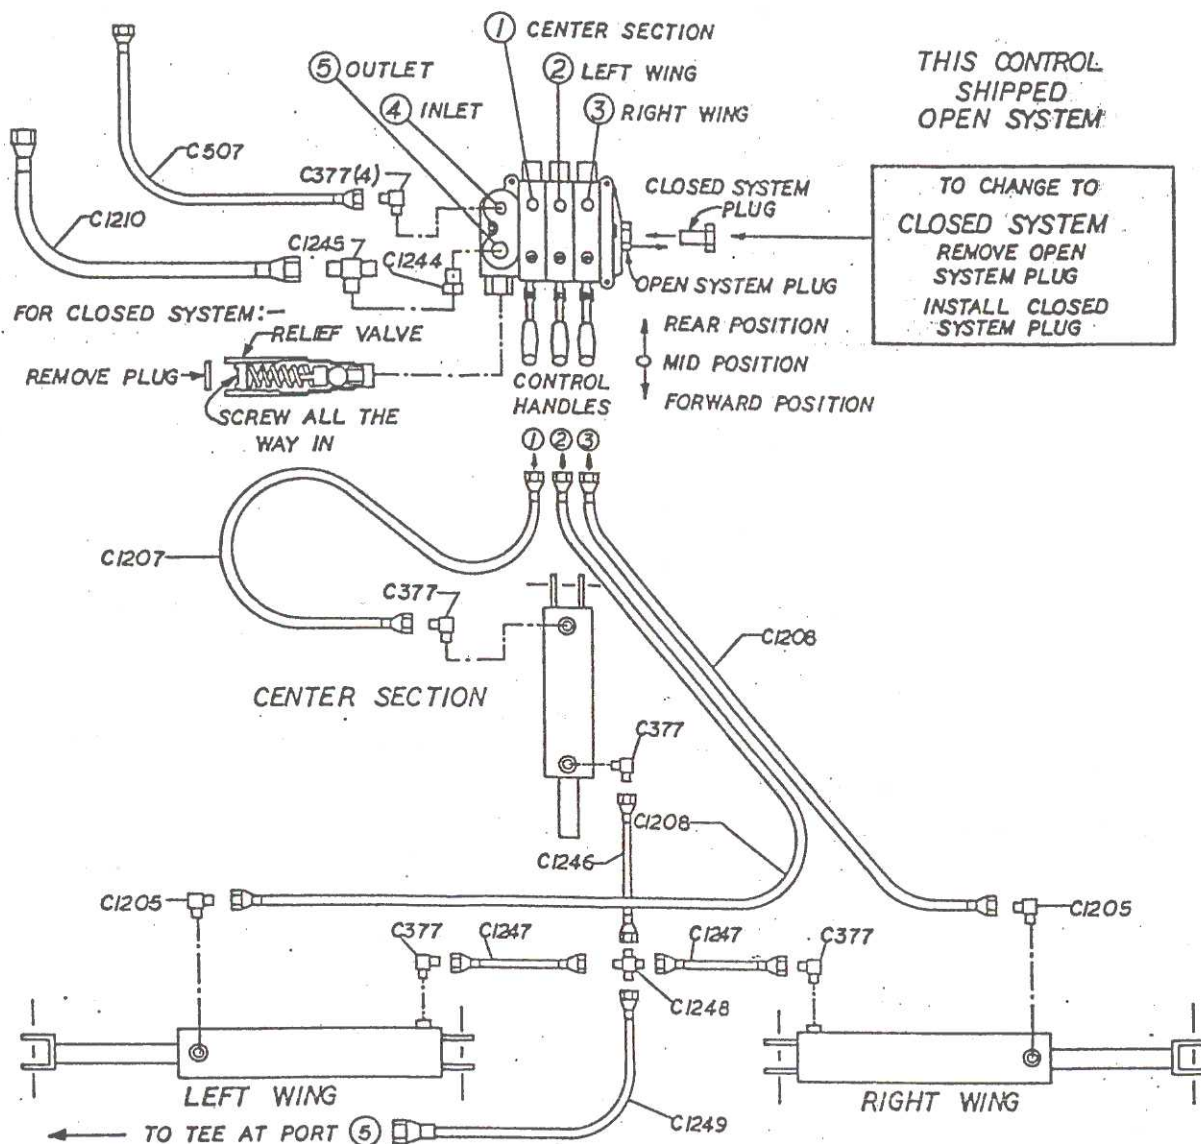 ① CENTER SECTION
⑤ OUTLET
② LEFT WING
④ INLET
③ RIGHT WING
THIS CONTROL
SHIPPED
OPEN SYSTEM
C507
C377(4)
CLOSED SYSTEM
PLUG
TO CHANGE TO
CLOSED SYSTEM
REMOVE OPEN
SYSTEM PLUG
INSTALL CLOSED
SYSTEM PLUG
C1210
C1245
C1244
OPEN SYSTEM PLUG
FOR CLOSED SYSTEM:-
RELIEF VALVE
REMOVE PLUG
SCREW ALL THE
WAY IN
REAR POSITION
MID POSITION
FORWARD POSITION
CONTROL
HANDLES
① ② ③
C1207
C377
CENTER SECTION
C1208
C377
C1208
C1246
C1205
C1205
C377
C1247
C1247
C377
C1248
LEFT WING
RIGHT WING
C1249
TO TEE AT PORT ⑤